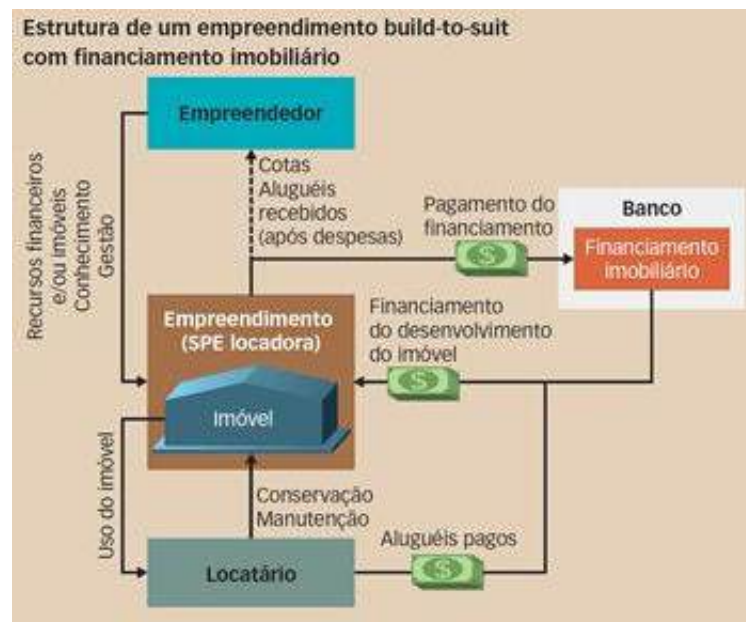 Estrutura de um empreendimento build-to-suit
com financiamento imobiliário
Empreendedor
Recursos financeiros
e/ou imóveis
Conhecimento
Gestão
Cotas
Aluguéis
recebidos
(após despesas)
Pagamento do
financiamento
Banco
Financiamento
imobiliário
Empreendimento
(SPE locadora)
Financiamento
do desenvolvimento
do imóvel
$
$
Imóvel
Uso do imóvel
Conservação
Manutenção
Aluguéis pagos
$
Locatário